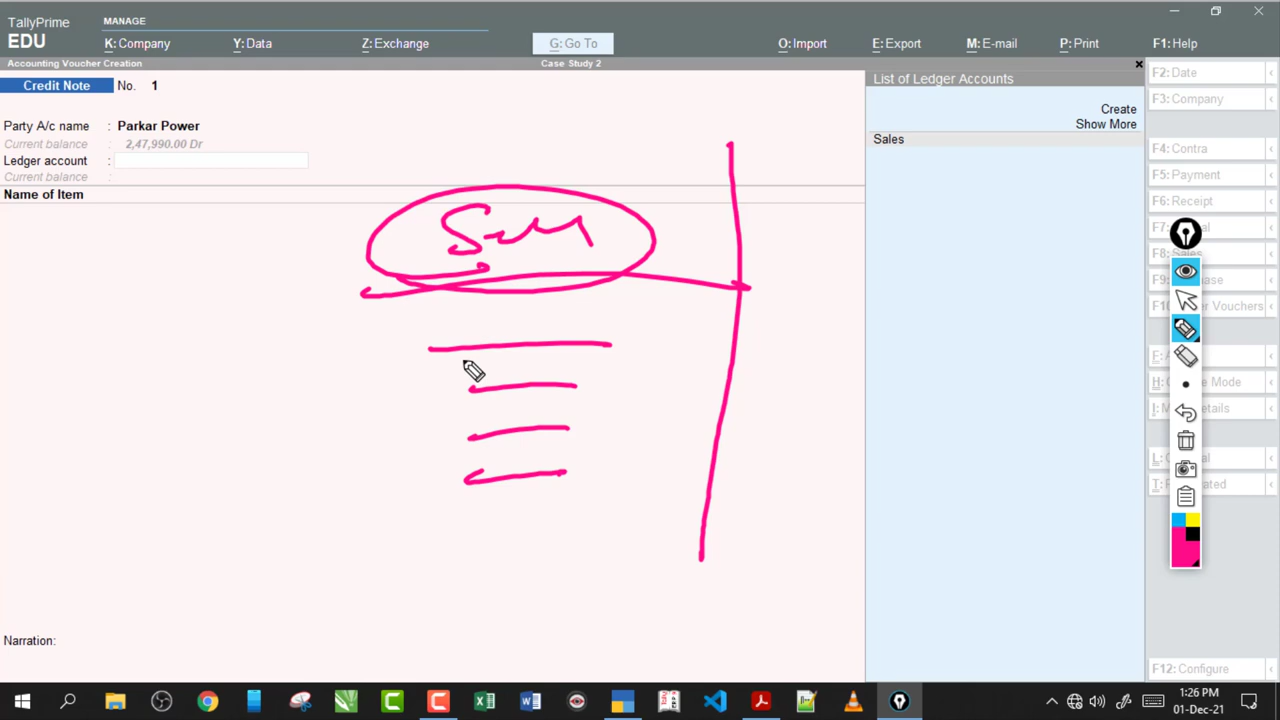 TallyPrime
EDU
MANAGE
K: Company
Y: Data
Z: Exchange
G: Go To
O: Import
E: Export
M: E-mail
P: Print
F1: Help
Accounting Voucher Creation
Case Study 2
Credit Note No. 1
Party A/c name : Parkar Power
Current balance : 2,47,990.00 Dr
Ledger account :
Current balance :
Name of Item
Narration:
List of Ledger Accounts
Create
Show More
Sales
F2: Date
F3: Company
F4: Contra
F5: Payment
F6: Receipt
F12: Configure
1:26 PM
01-Dec-21